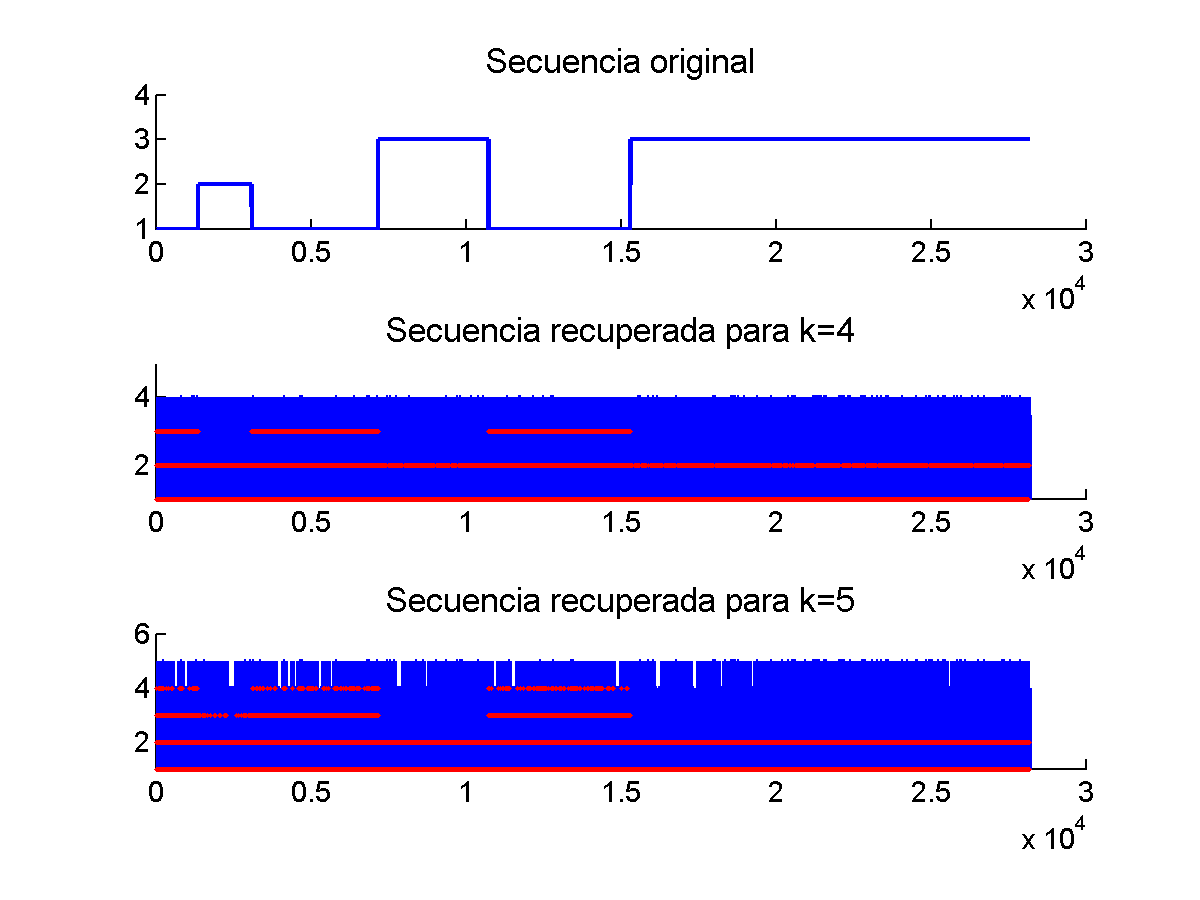 Secuencia original
4
3
2
1
0 0.5 1 1.5 2 2.5 3
x 10^4
Secuencia recuperada para k=4
4
2
0 0.5 1 1.5 2 2.5 3
x 10^4
Secuencia recuperada para k=5
6
4
2
0 0.5 1 1.5 2 2.5 3
x 10^4